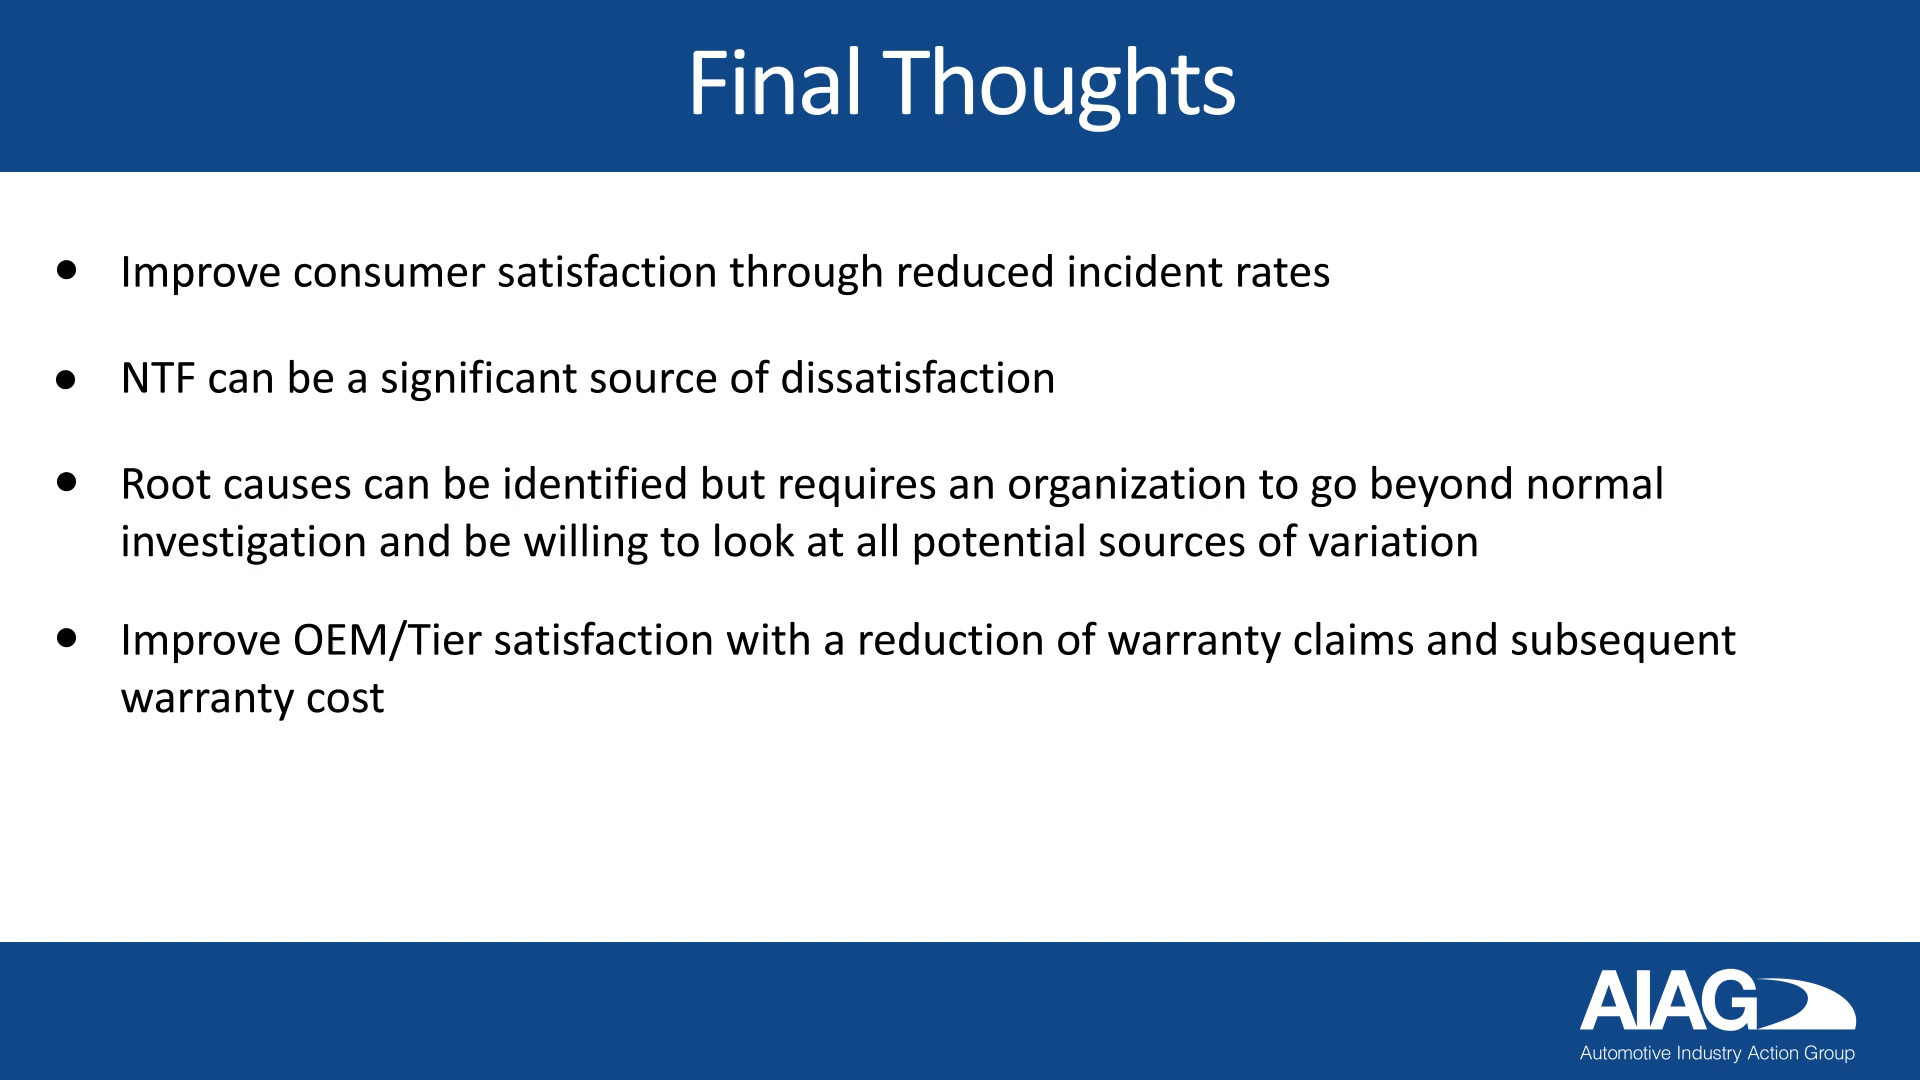 Final Thoughts
• Improve consumer satisfaction through reduced incident rates
• NTF can be a significant source of dissatisfaction
• Root causes can be identified but requires an organization to go beyond normal
investigation and be willing to look at all potential sources of variation
• Improve OEM/Tier satisfaction with a reduction of warranty claims and subsequent
warranty cost
AIAG
Automotive Industry Action Group